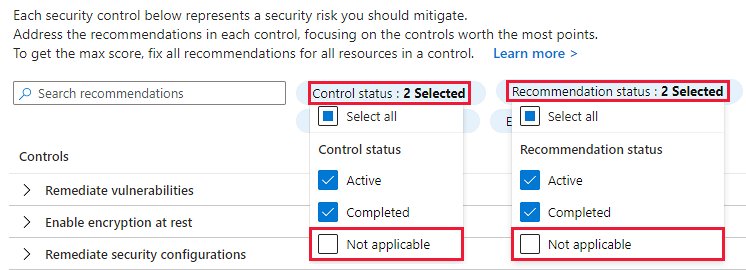 Each security control below represents a security risk you should mitigate.
Address the recommendations in each control, focusing on the controls worth the most points.
To get the max score, fix all recommendations for all resources in a control. Learn more >
Search recommendations
Control status : 2 Selected
Recommendation status : 2 Selected
Select all
Control status
Active
Completed
Not applicable
Select all
Recommendation status
Active
Completed
Not applicable
Controls
Remediate vulnerabilities
Enable encryption at rest
Remediate security configurations